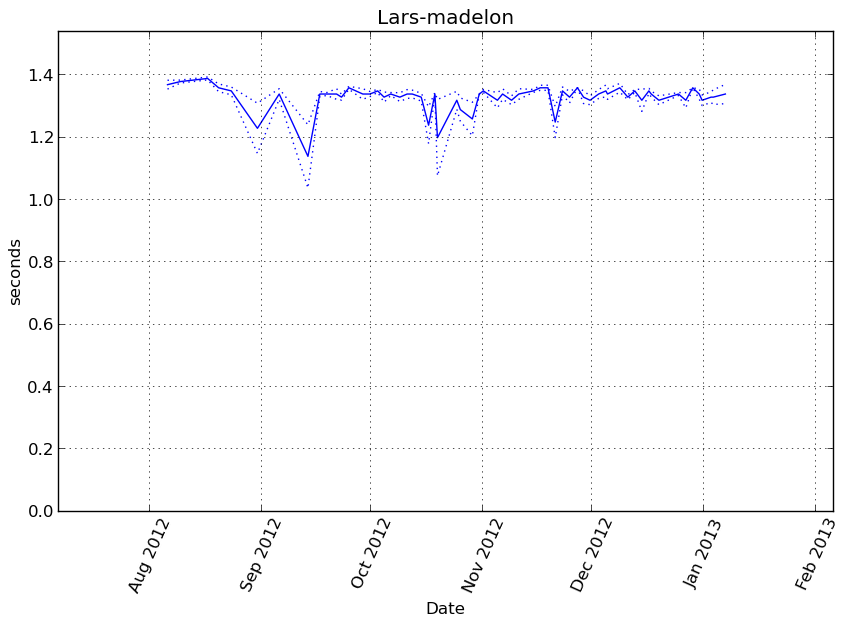 Lars-madelon
1.4
1.2
1.0
0.8
0.6
0.4
0.2
0.0
seconds
Aug 2012
Sep 2012
Oct 2012
Nov 2012
Dec 2012
Jan 2013
Feb 2013
Date